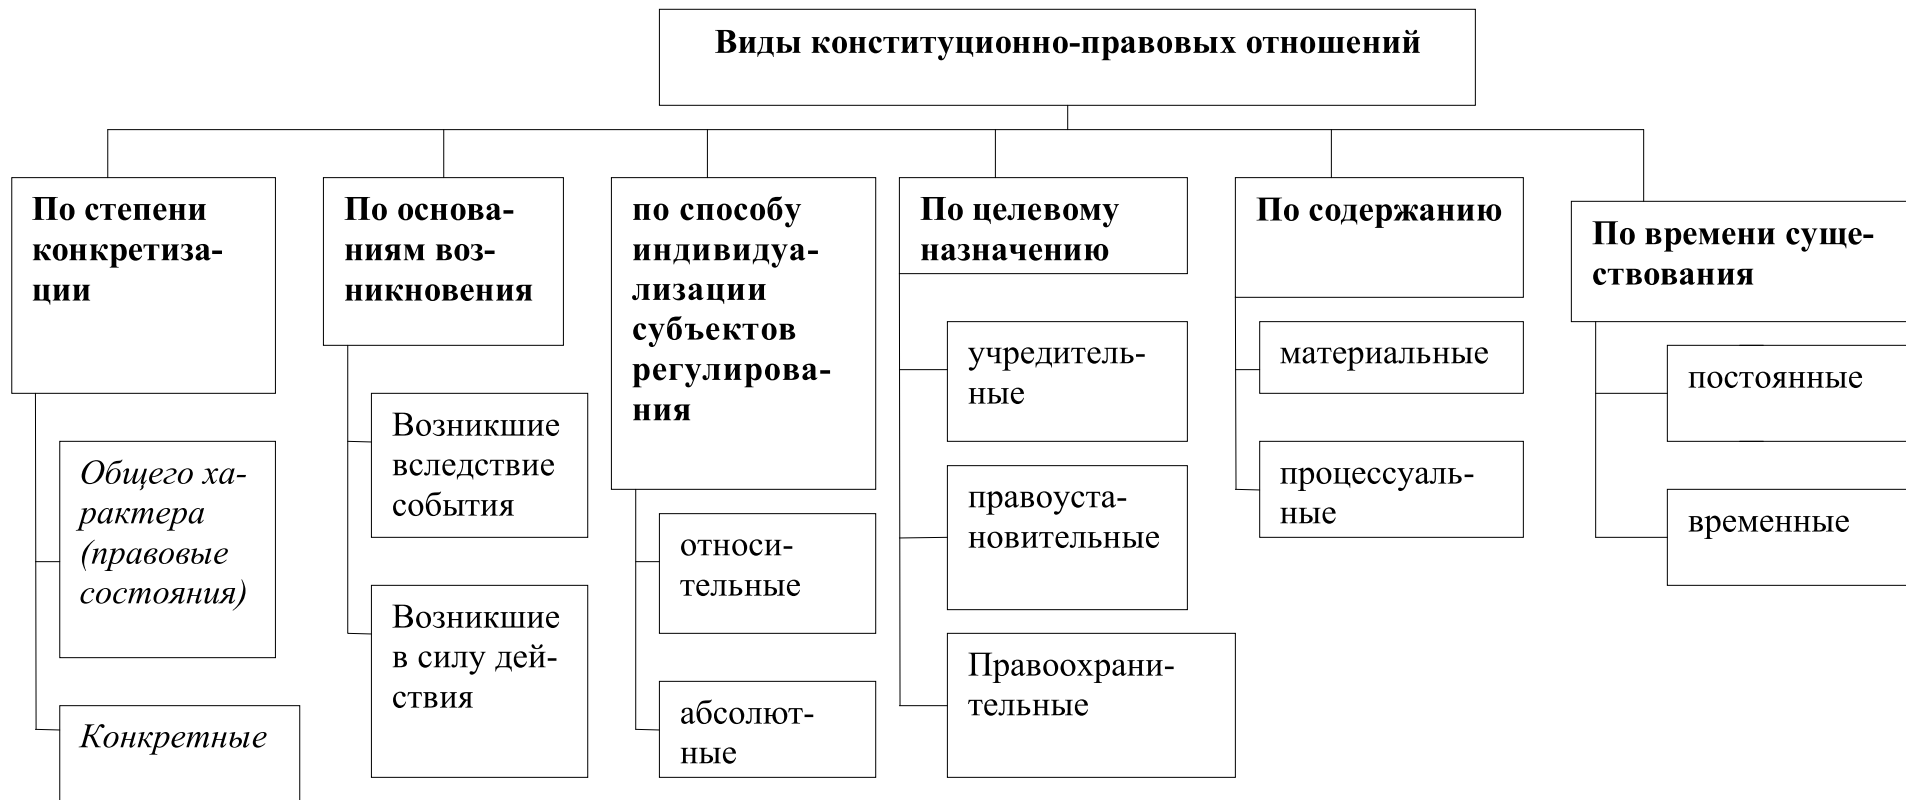 Виды конституционно-правовых отношений
По степени
конкретиза-
ции
Общего ха-
рактера
(правовые
состояния)
Конкретные
По основа-
ниям воз-
никновения
Возникшие
вследствие
события
Возникшие
в силу дей-
ствия
по способу
индивидуа-
лизации
субъектов
регулирова-
ния
относи-
тельные
абсолют-
ные
По целевому
назначению
учредитель-
ные
правоуста-
новительные
Правоохрани-
тельные
По содержанию
материальные
процессуаль-
ные
По времени суще-
ствования
постоянные
временные